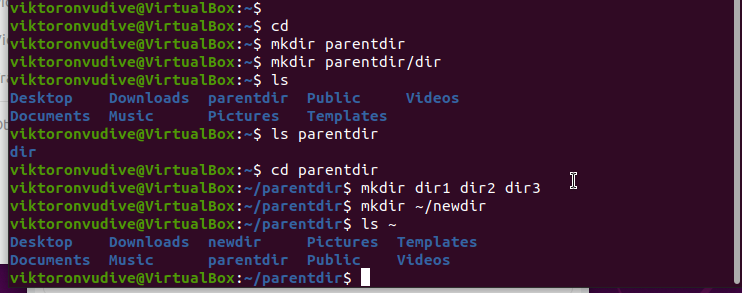 viktoronvudive@VirtualBox:~$
viktoronvudive@VirtualBox:~$ cd
viktoronvudive@VirtualBox:~$ mkdir parentdir
viktoronvudive@VirtualBox:~$ mkdir parentdir/dir
viktoronvudive@VirtualBox:~$ ls
Desktop    Downloads  parentdir  Public     Videos
Documents  Music      Pictures   Templates
viktoronvudive@VirtualBox:~$ ls parentdir
dir
viktoronvudive@VirtualBox:~$ cd parentdir
viktoronvudive@VirtualBox:~/parentdir$ mkdir dir1 dir2 dir3
viktoronvudive@VirtualBox:~/parentdir$ mkdir ~/newdir
viktoronvudive@VirtualBox:~/parentdir$ ls ~
Desktop    Downloads  newdir     Pictures  Templates
Documents  Music      parentdir  Public    Videos
viktoronvudive@VirtualBox:~/parentdir$